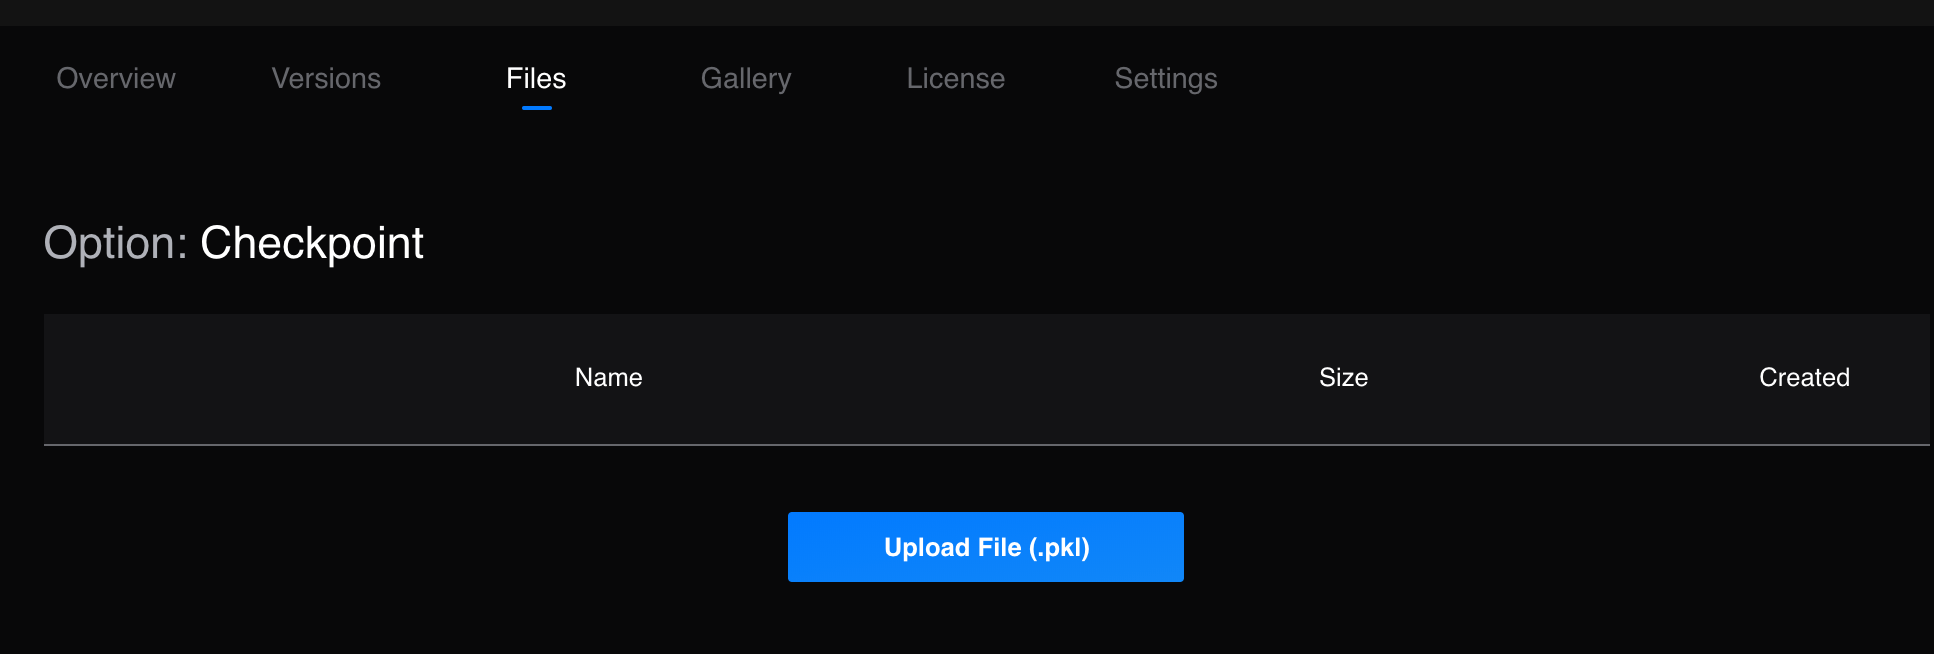 Overview Versions Files Gallery License Settings
Option: Checkpoint
Name Size Created
Upload File (.pkl)